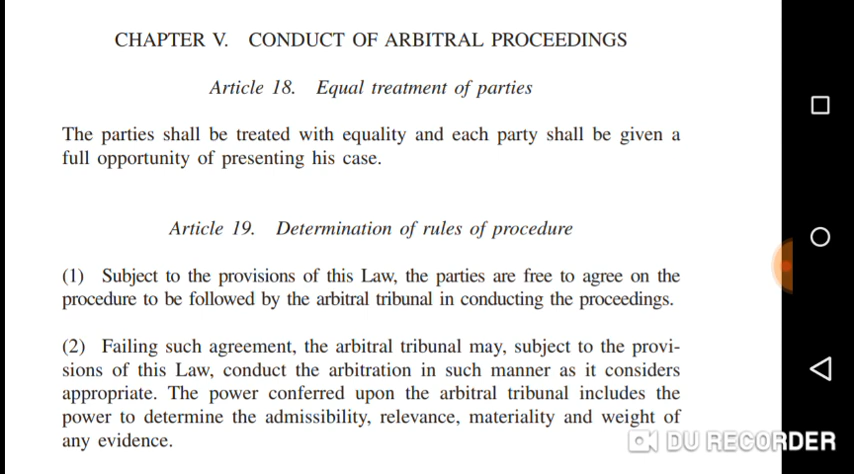 CHAPTER V. CONDUCT OF ARBITRAL PROCEEDINGS
Article 18. Equal treatment of parties
The parties shall be treated with equality and each party shall be given a
full opportunity of presenting his case.
Article 19. Determination of rules of procedure
(1) Subject to the provisions of this Law, the parties are free to agree on the
procedure to be followed by the arbitral tribunal in conducting the proceedings.
(2) Failing such agreement, the arbitral tribunal may, subject to the provi-
sions of this Law, conduct the arbitration in such manner as it considers
appropriate. The power conferred upon the arbitral tribunal includes the
power to determine the admissibility, relevance, materiality and weight of
any evidence.
DU RECORDER